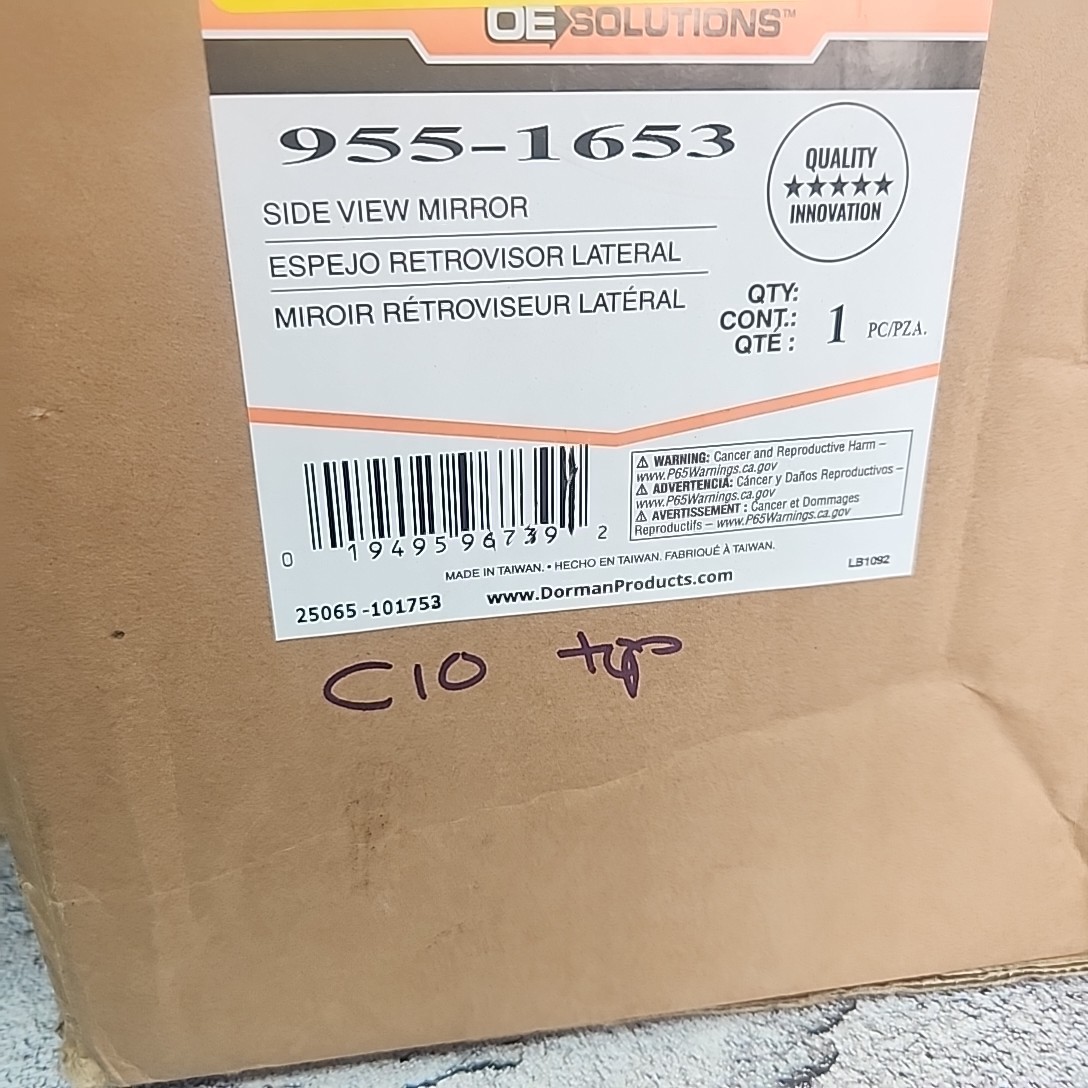 OE SOLUTIONS™
955-1653
SIDE VIEW MIRROR
ESPEJO RETROVISOR LATERAL
MIROIR RÉTROVISEUR LATÉRAL
QUALITY
★★★★★
INNOVATION
QTY:
CONT.:
QTÉ :
1 PC/PZA.
⚠ WARNING: Cancer and Reproductive Harm –
www.P65Warnings.ca.gov
⚠ ADVERTENCIA: Cáncer y Daños Reproductivos –
www.P65Warnings.ca.gov
⚠ AVERTISSEMENT : Cancer et Dommages
Reproductifs – www.P65Warnings.ca.gov
0 19495 96739 2
MADE IN TAIWAN. • HECHO EN TAIWAN. FABRIQUÉ À TAIWAN.
LB1092
25065-101753
www.DormanProducts.com
C10